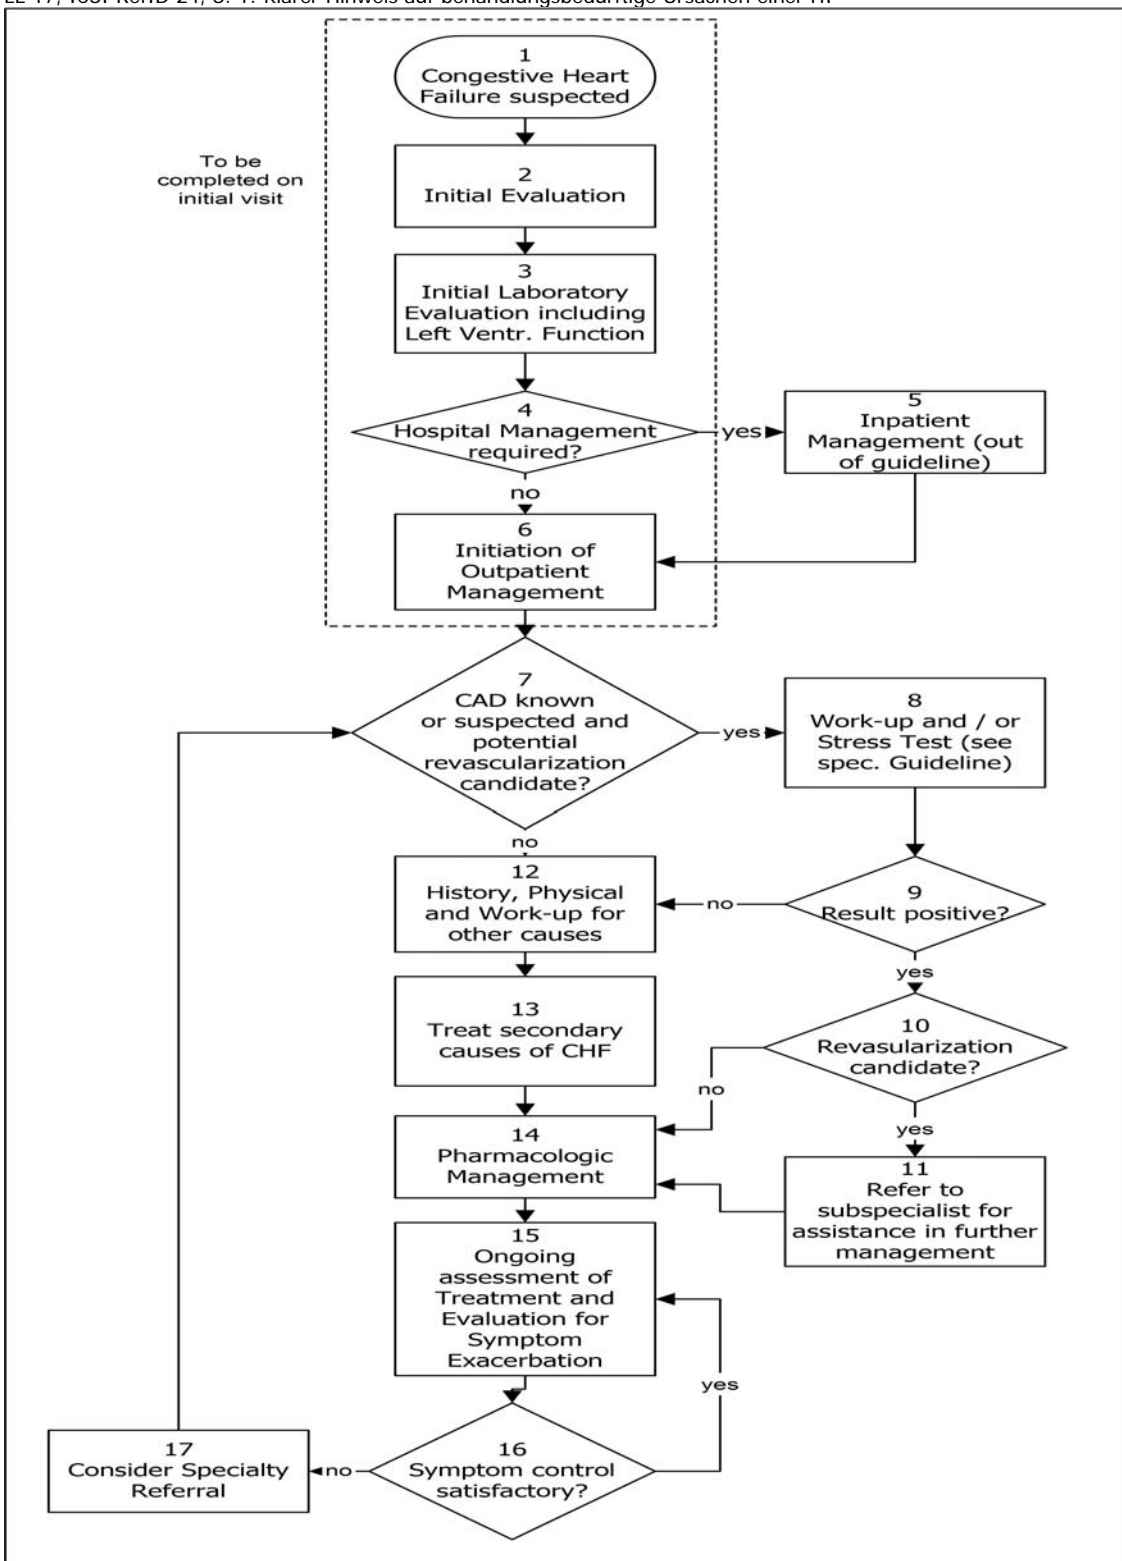 1
Congestive Heart
Failure suspected
To be
completed on
initial visit
2
Initial Evaluation
3
Initial Laboratory
Evaluation including
Left Ventr. Function
4
Hospital Management
required?
yes
5
Inpatient
Management (out
of guideline)
no
6
Initiation of
Outpatient
Management
7
CAD known
or suspected and
potential
revascularization
candidate?
yes
8
Work-up and / or
Stress Test (see
spec. Guideline)
no
12
History, Physical
and Work-up for
other causes
no
9
Result positive?
yes
13
Treat secondary
causes of CHF
10
Revasularization
candidate?
no
yes
14
Pharmacologic
Management
11
Refer to
subspecialist for
assistance in further
management
15
Ongoing
assessment of
Treatment and
Evaluation for
Symptom
Exacerbation
yes
16
Symptom control
satisfactory?
no
17
Consider Specialty
Referral